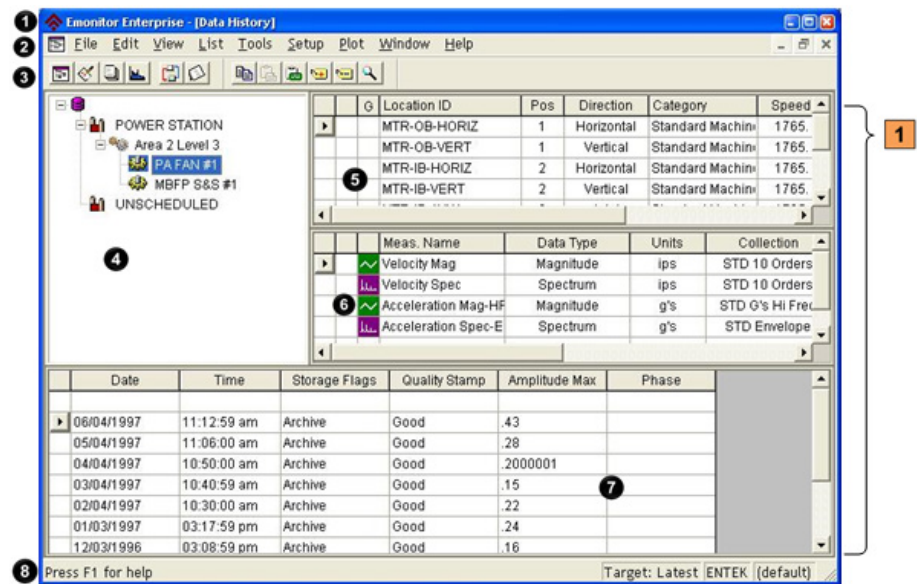 1 Emonitor Enterprise - [Data History]
2 File Edit View List Tools Setup Plot Window Help
3
POWER STATION
Area 2 Level 3
PA FAN #1
MBFP S&S #1
UNSCHEDULED
4
G Location ID Pos Direction Category Speed
MTR-OB-HORIZ 1 Horizontal Standard Machin 1765.
MTR-OB-VERT 1 Vertical Standard Machin 1765.
MTR-IB-HORIZ 2 Horizontal Standard Machin 1765.
MTR-IB-VERT 2 Vertical Standard Machin 1765.
5
1
Meas. Name Data Type Units Collection
Velocity Mag Magnitude ips STD 10 Orders
Velocity Spec Spectrum ips STD 10 Orders
6 Acceleration Mag-HF Magnitude g's STD G's Hi Freq
Acceleration Spec-E Spectrum g's STD Envelope
Date Time Storage Flags Quality Stamp Amplitude Max Phase
06/04/1997 11:12:59 am Archive Good .43
05/04/1997 11:06:00 am Archive Good .28
04/04/1997 10:50:00 am Archive Good .2000001
03/04/1997 10:40:59 am Archive Good .15
02/04/1997 10:30:00 am Archive Good .22
01/03/1997 03:17:59 pm Archive Good .24
12/03/1996 03:08:59 pm Archive Good .16
7
8 Press F1 for help Target: Latest ENTEK (default)